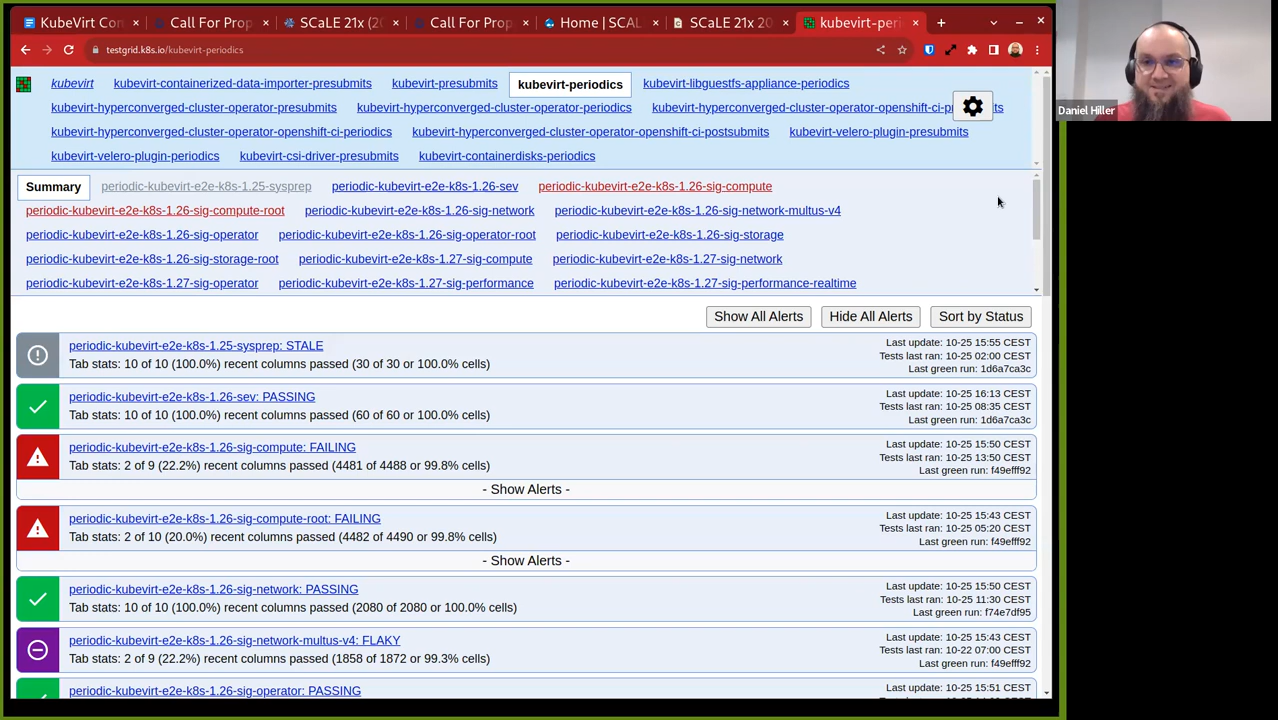 KubeVirt Con
Call For Prop
SCaLE 21x (20
Call For Prop
Home | SCAL
SCaLE 21x 20
kubevirt-peri
testgrid.k8s.io/kubevirt-periodics
Daniel Hiller
kubevirt kubevirt-containerized-data-importer-presubmits kubevirt-presubmits kubevirt-periodics kubevirt-libguestfs-appliance-periodics
kubevirt-hyperconverged-cluster-operator-presubmits kubevirt-hyperconverged-cluster-operator-periodics kubevirt-hyperconverged-cluster-operator-openshift-ci-p ts
kubevirt-hyperconverged-cluster-operator-openshift-ci-periodics kubevirt-hyperconverged-cluster-operator-openshift-ci-postsubmits kubevirt-velero-plugin-presubmits
kubevirt-velero-plugin-periodics kubevirt-csi-driver-presubmits kubevirt-containerdisks-periodics
Summary periodic-kubevirt-e2e-k8s-1.25-sysprep periodic-kubevirt-e2e-k8s-1.26-sev periodic-kubevirt-e2e-k8s-1.26-sig-compute
periodic-kubevirt-e2e-k8s-1.26-sig-compute-root periodic-kubevirt-e2e-k8s-1.26-sig-network periodic-kubevirt-e2e-k8s-1.26-sig-network-multus-v4
periodic-kubevirt-e2e-k8s-1.26-sig-operator periodic-kubevirt-e2e-k8s-1.26-sig-operator-root periodic-kubevirt-e2e-k8s-1.26-sig-storage
periodic-kubevirt-e2e-k8s-1.26-sig-storage-root periodic-kubevirt-e2e-k8s-1.27-sig-compute periodic-kubevirt-e2e-k8s-1.27-sig-network
periodic-kubevirt-e2e-k8s-1.27-sig-operator periodic-kubevirt-e2e-k8s-1.27-sig-performance periodic-kubevirt-e2e-k8s-1.27-sig-performance-realtime
Show All Alerts Hide All Alerts Sort by Status
periodic-kubevirt-e2e-k8s-1.25-sysprep: STALE
Tab stats: 10 of 10 (100.0%) recent columns passed (30 of 30 or 100.0% cells)
Last update: 10-25 15:55 CEST
Tests last ran: 10-25 02:00 CEST
Last green run: 1d6a7ca3c
periodic-kubevirt-e2e-k8s-1.26-sev: PASSING
Tab stats: 10 of 10 (100.0%) recent columns passed (60 of 60 or 100.0% cells)
Last update: 10-25 16:13 CEST
Tests last ran: 10-25 08:35 CEST
Last green run: 1d6a7ca3c
periodic-kubevirt-e2e-k8s-1.26-sig-compute: FAILING
Tab stats: 2 of 9 (22.2%) recent columns passed (4481 of 4488 or 99.8% cells)
Last update: 10-25 15:50 CEST
Tests last ran: 10-25 13:50 CEST
Last green run: f49efff92
- Show Alerts -
periodic-kubevirt-e2e-k8s-1.26-sig-compute-root: FAILING
Tab stats: 2 of 10 (20.0%) recent columns passed (4482 of 4490 or 99.8% cells)
Last update: 10-25 15:43 CEST
Tests last ran: 10-25 05:20 CEST
Last green run: f49efff92
- Show Alerts -
periodic-kubevirt-e2e-k8s-1.26-sig-network: PASSING
Tab stats: 10 of 10 (100.0%) recent columns passed (2080 of 2080 or 100.0% cells)
Last update: 10-25 15:50 CEST
Tests last ran: 10-25 11:30 CEST
Last green run: f74e7df95
periodic-kubevirt-e2e-k8s-1.26-sig-network-multus-v4: FLAKY
Tab stats: 2 of 9 (22.2%) recent columns passed (1858 of 1872 or 99.3% cells)
Last update: 10-25 15:43 CEST
Tests last ran: 10-22 07:00 CEST
Last green run: f49efff92
periodic-kubevirt-e2e-k8s-1.26-sig-operator: PASSING
Last update: 10-25 15:51 CEST